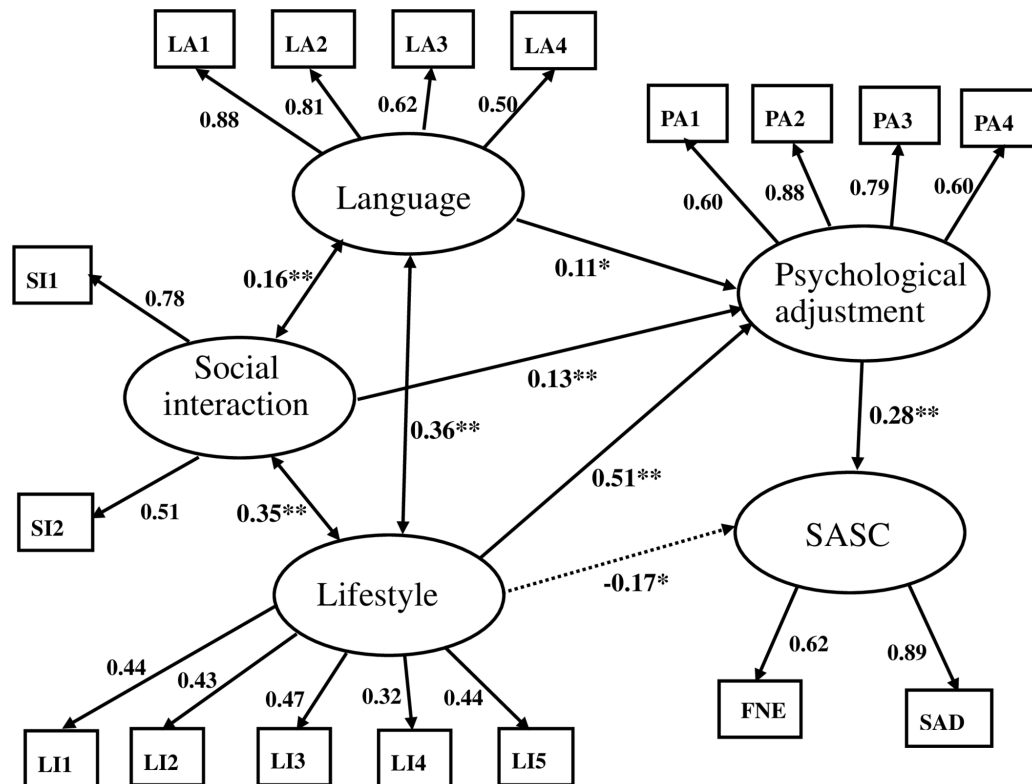 LA1
LA2
LA3
LA4
0.88
0.81
0.62
0.50
PA1
PA2
PA3
PA4
0.60
0.88
0.79
0.60
Language
SI1
0.78
0.16**
0.11*
Psychological
adjustment
Social
interaction
0.13**
0.36**
0.28**
SI2
0.51
0.35**
0.51**
SASC
-0.17*
Lifestyle
0.44
0.43
0.47
0.32
0.44
0.62
0.89
FNE
SAD
LI1
LI2
LI3
LI4
LI5